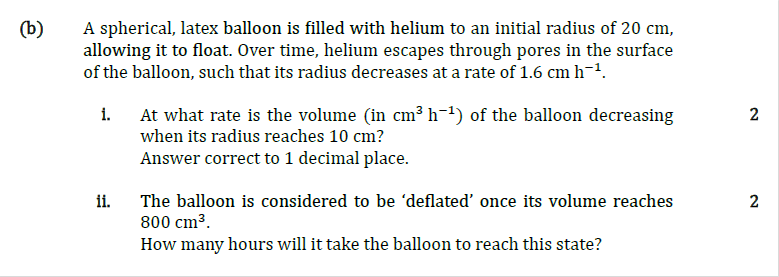 (b) A spherical, latex balloon is filled with helium to an initial radius of 20 cm,
allowing it to float. Over time, helium escapes through pores in the surface
of the balloon, such that its radius decreases at a rate of 1.6 cm h⁻¹.
i. At what rate is the volume (in cm³ h⁻¹) of the balloon decreasing 2
when its radius reaches 10 cm?
Answer correct to 1 decimal place.
ii. The balloon is considered to be ‘deflated’ once its volume reaches 2
800 cm³.
How many hours will it take the balloon to reach this state?